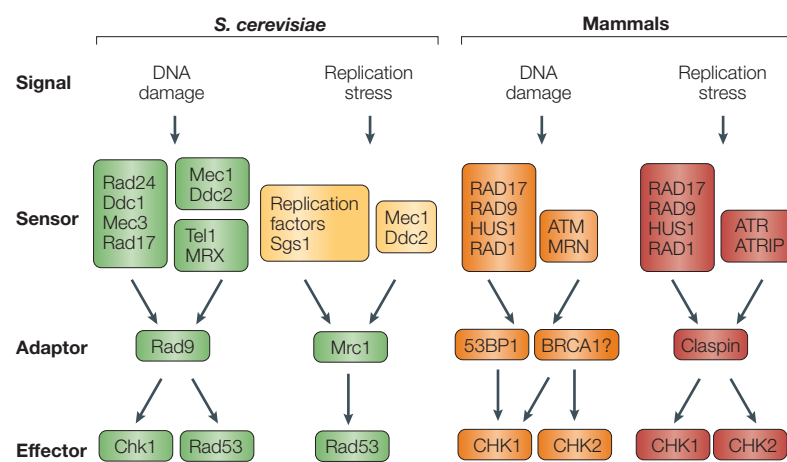 S. cerevisiae
Mammals
Signal
DNA
damage
Replication
stress
DNA
damage
Replication
stress
Sensor
Rad24
Ddc1
Mec3
Rad17
Mec1
Ddc2
Tel1
MRX
Replication
factors
Sgs1
Mec1
Ddc2
RAD17
RAD9
HUS1
RAD1
ATM
MRN
RAD17
RAD9
HUS1
RAD1
ATR
ATRIP
Adaptor
Rad9
Mrc1
53BP1
BRCA1?
Claspin
Effector
Chk1
Rad53
Rad53
CHK1
CHK2
CHK1
CHK2